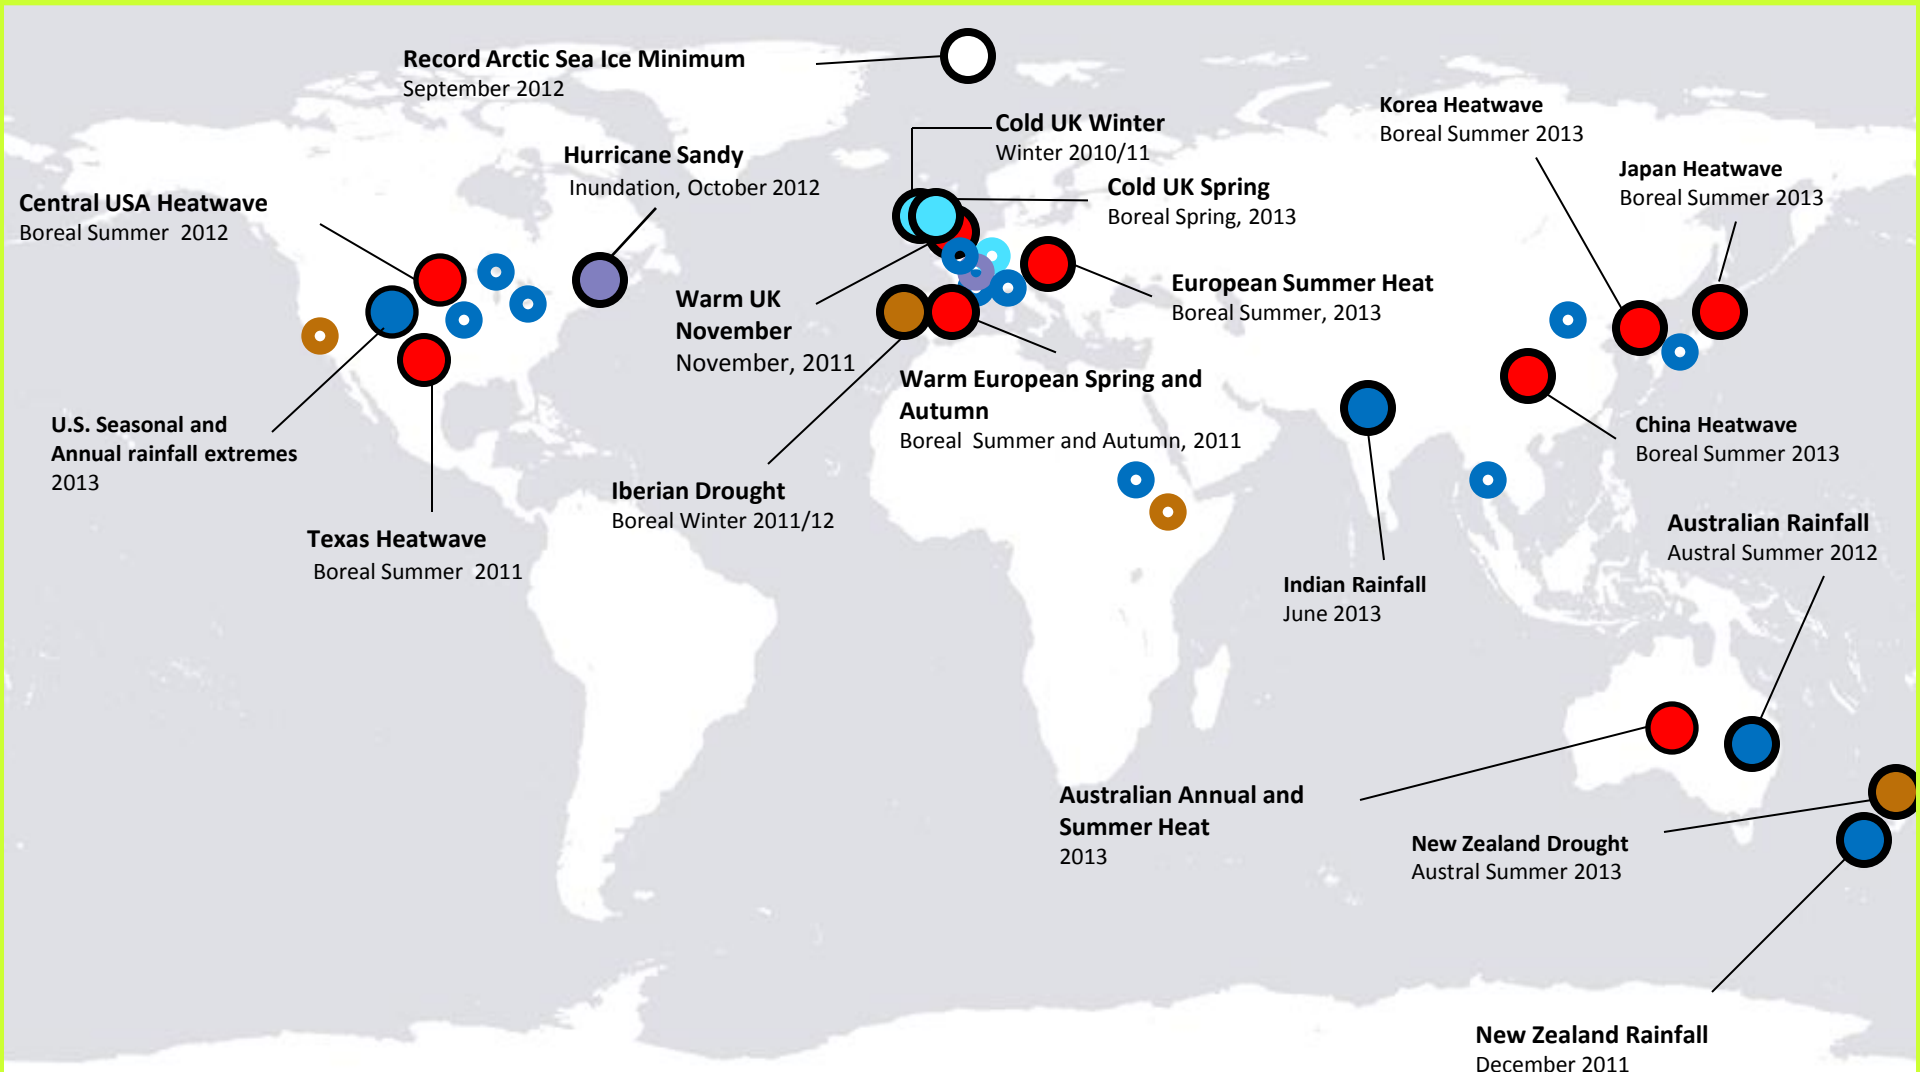 Record Arctic Sea Ice Minimum
September 2012
Cold UK Winter
Winter 2010/11
Korea Heatwave
Boreal Summer 2013
Hurricane Sandy
Inundation, October 2012
Japan Heatwave
Boreal Summer 2013
Cold UK Spring
Boreal Spring, 2013
Central USA Heatwave
Boreal Summer 2012
European Summer Heat
Boreal Summer, 2013
Warm UK
November
November, 2011
Warm European Spring and
Autumn
Boreal Summer and Autumn, 2011
U.S. Seasonal and
Annual rainfall extremes
2013
China Heatwave
Boreal Summer 2013
Iberian Drought
Boreal Winter 2011/12
Texas Heatwave
Boreal Summer 2011
Australian Rainfall
Austral Summer 2012
Indian Rainfall
June 2013
Australian Annual and
Summer Heat
2013
New Zealand Drought
Austral Summer 2013
New Zealand Rainfall
December 2011